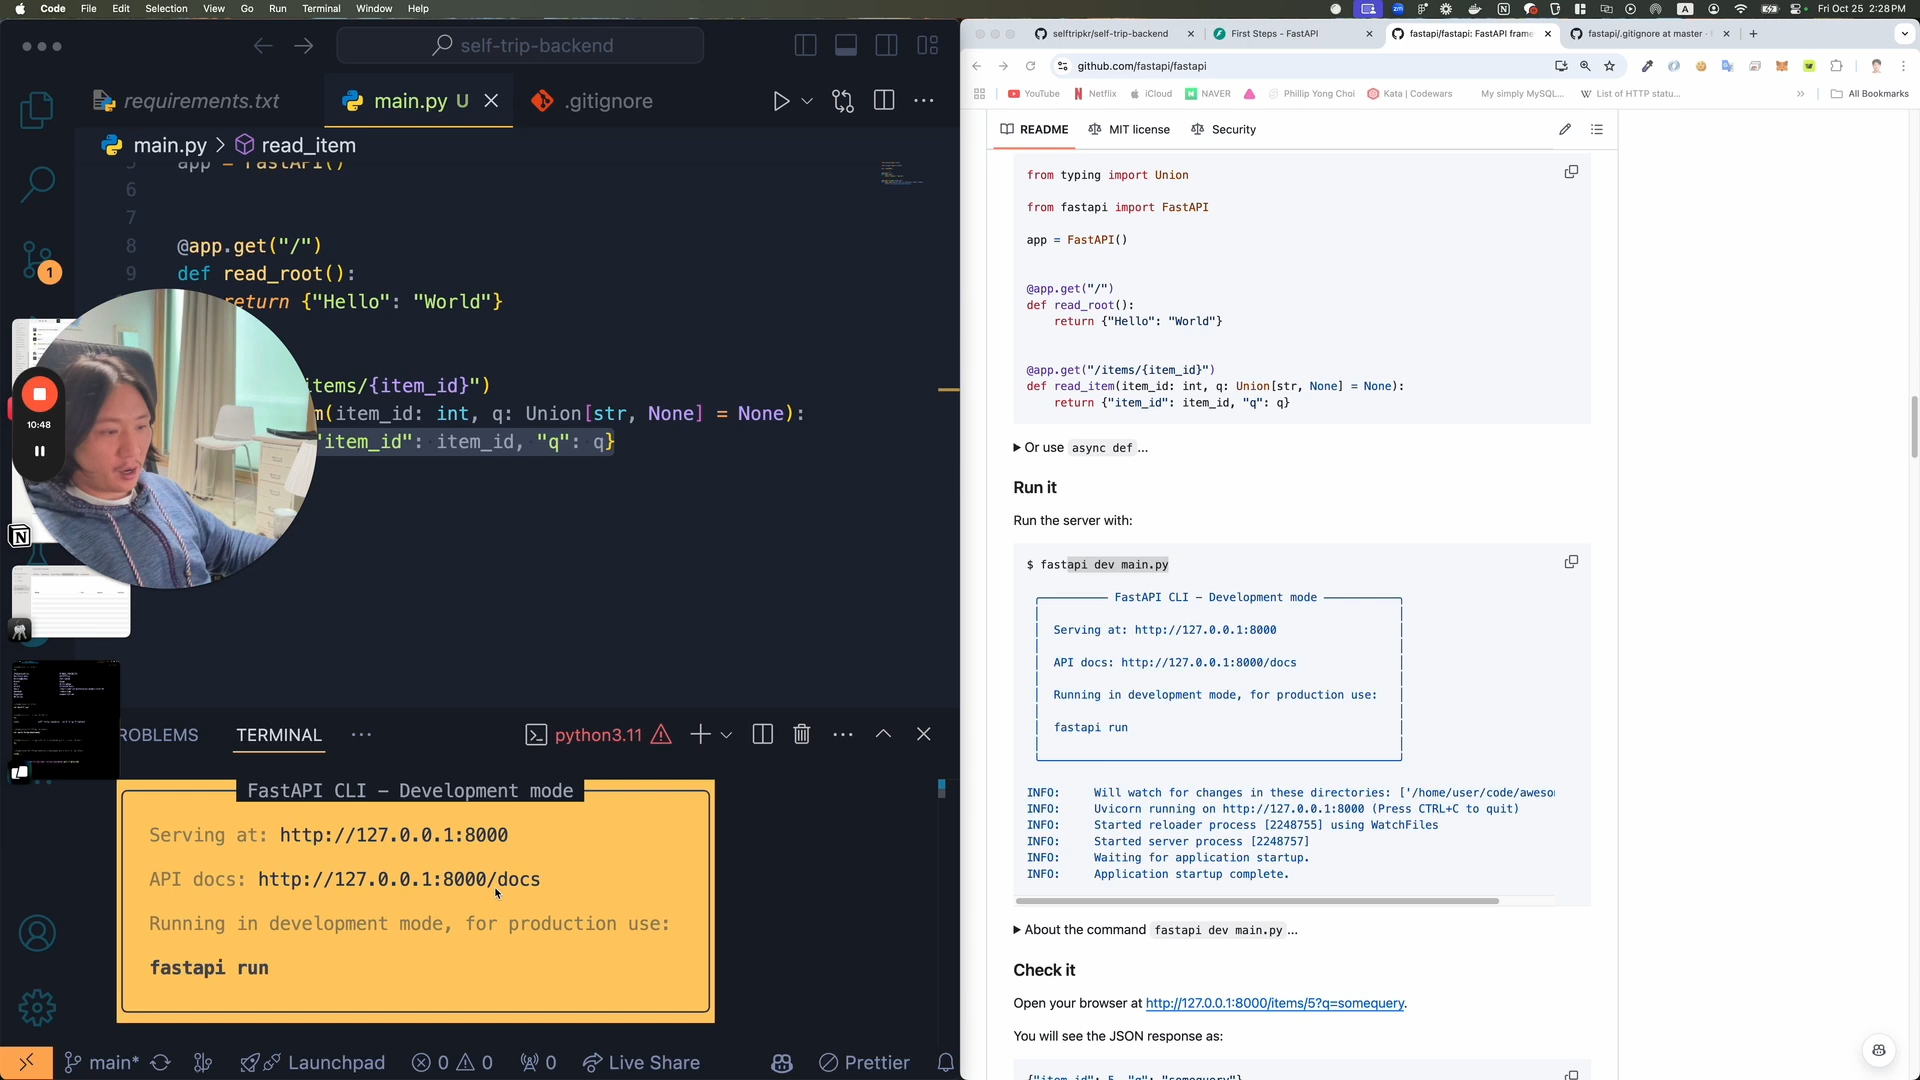 Code File Edit Selection View Go Run Terminal Window Help
Fri Oct 25 2:28 PM
self-trip-backend
requirements.txt
main.py U
.gitignore
main.py > read_item
5 app = FastAPI()
6
7
8 @app.get("/")
9 def read_root():
return {"Hello": "World"}
items/{item_id}")
m(item_id: int, q: Union[str, None] = None):
"item_id": item_id, "q": q}
1
10:48
PROBLEMS
TERMINAL
python3.11
FastAPI CLI - Development mode
Serving at: http://127.0.0.1:8000
API docs: http://127.0.0.1:8000/docs
Running in development mode, for production use:
fastapi run
main*
Launchpad
0 0
0
Live Share
Prettier
selftripkr/self-trip-backend
First Steps - FastAPI
fastapi/fastapi: FastAPI frame
fastapi/.gitignore at master
github.com/fastapi/fastapi
YouTube
Netflix
iCloud
NAVER
Phillip Yong Choi
Kata | Codewars
My simply MySQL...
List of HTTP statu...
All Bookmarks
README
MIT license
Security
from typing import Union
from fastapi import FastAPI
app = FastAPI()
@app.get("/")
def read_root():
return {"Hello": "World"}
@app.get("/items/{item_id}")
def read_item(item_id: int, q: Union[str, None] = None):
return {"item_id": item_id, "q": q}
Or use async def...
Run it
Run the server with:
$ fastapi dev main.py
FastAPI CLI - Development mode
Serving at: http://127.0.0.1:8000
API docs: http://127.0.0.1:8000/docs
Running in development mode, for production use:
fastapi run
INFO: Will watch for changes in these directories: ['/home/user/code/aweso
INFO: Uvicorn running on http://127.0.0.1:8000 (Press CTRL+C to quit)
INFO: Started reloader process [2248755] using WatchFiles
INFO: Started server process [2248757]
INFO: Waiting for application startup.
INFO: Application startup complete.
About the command fastapi dev main.py...
Check it
Open your browser at http://127.0.0.1:8000/items/5?q=somequery.
You will see the JSON response as:
{"item_id": 5, "q": "somequery"}